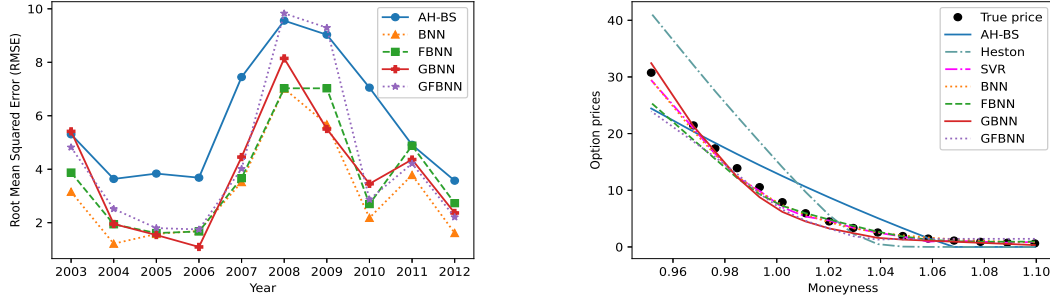 Root Mean Squared Error (RMSE)
10
8
6
4
2
2003 2004 2005 2006 2007 2008 2009 2010 2011 2012
Year
AH-BS
BNN
FBNN
GBNN
GFBNN
Option prices
40
30
20
10
0
0.96 0.98 1.00 1.02 1.04 1.06 1.08 1.10
Moneyness
True price
AH-BS
Heston
SVR
BNN
FBNN
GBNN
GFBNN